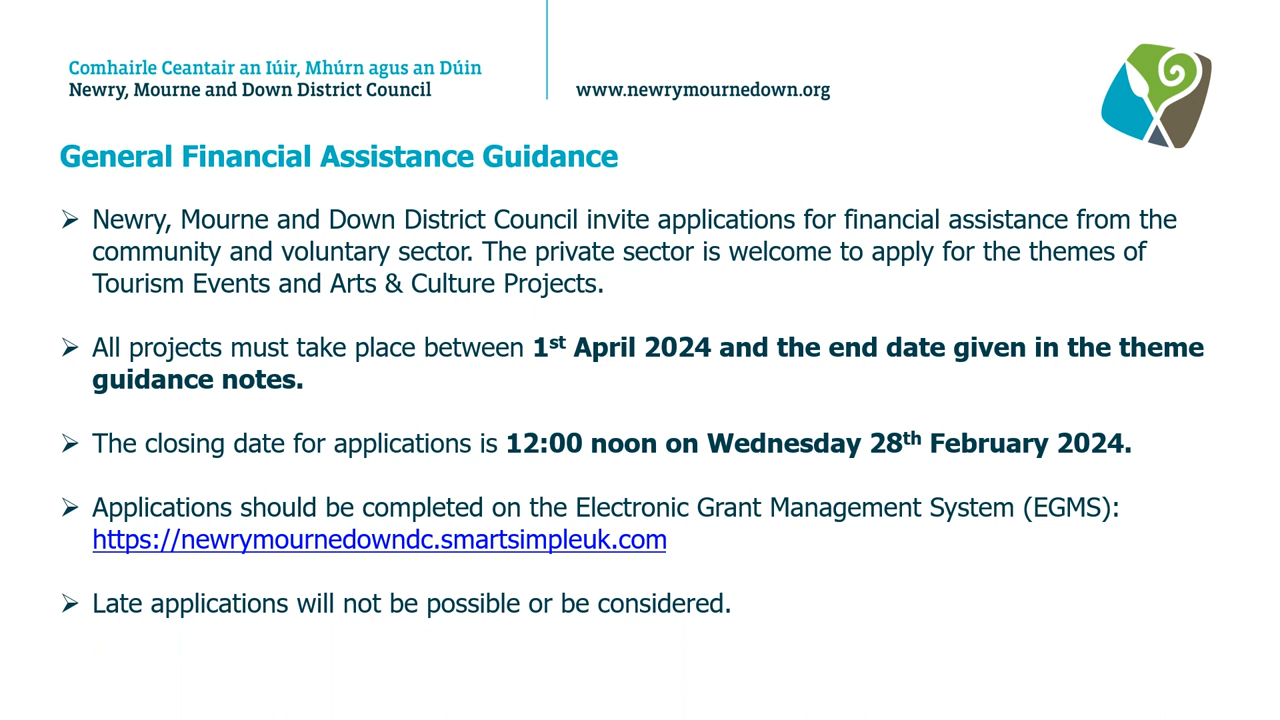 Comhairle Ceantair an Iúir, Mhúrn agus an Dúin
Newry, Mourne and Down District Council
www.newrymournedown.org
General Financial Assistance Guidance
➢ Newry, Mourne and Down District Council invite applications for financial assistance from the
community and voluntary sector. The private sector is welcome to apply for the themes of
Tourism Events and Arts & Culture Projects.
➢ All projects must take place between 1st April 2024 and the end date given in the theme
guidance notes.
➢ The closing date for applications is 12:00 noon on Wednesday 28th February 2024.
➢ Applications should be completed on the Electronic Grant Management System (EGMS):
https://newrymournedowndc.smartsimpleuk.com
➢ Late applications will not be possible or be considered.